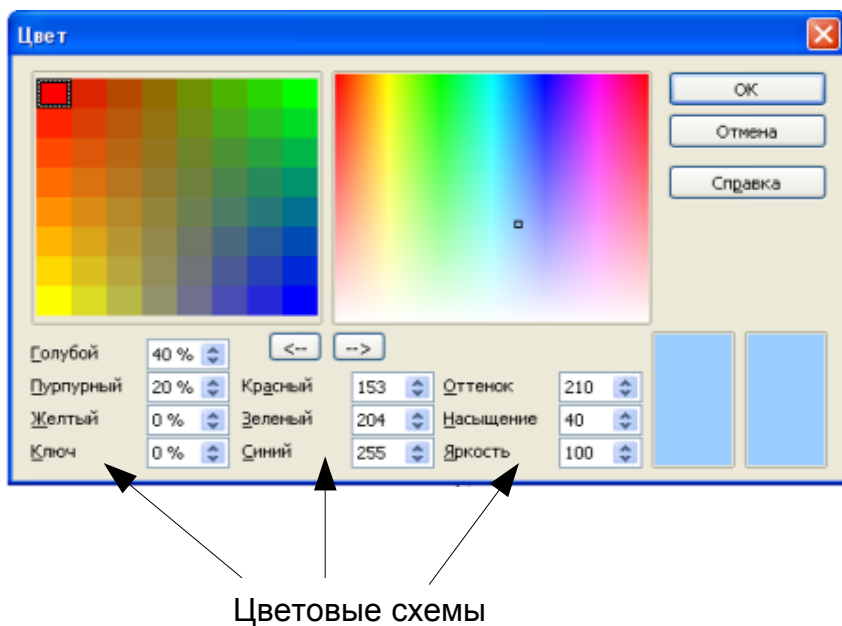 Цвет
ОК
Отмена
Справка
<-- -->
Голубой 40 %
Пурпурный 20 % Красный 153 Оттенок 210
Желтый 0 % Зеленый 204 Насыщение 40
Ключ 0 % Синий 255 Яркость 100
Цветовые схемы